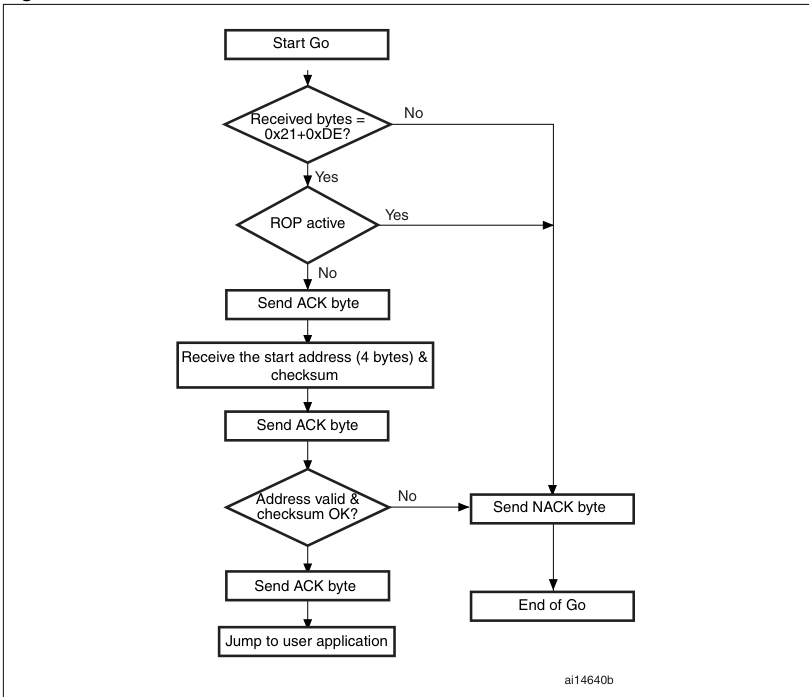 Start Go
Received bytes =
0x21+0xDE?
No
Yes
ROP active
Yes
No
Send ACK byte
Receive the start address (4 bytes) &
checksum
Send ACK byte
Address valid &
checksum OK?
No
Send NACK byte
Send ACK byte
End of Go
Jump to user application
ai14640b